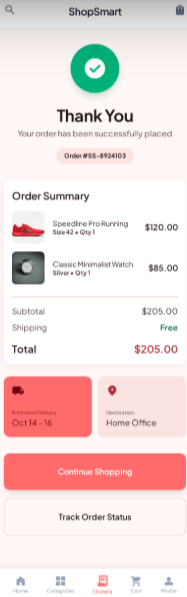 ShopSmart
Thank You
Your order has been successfully placed
Order #SS-8924103
Order Summary
Speedline Pro Running
Size 42 • Qty 1
$120.00
Classic Minimalist Watch
Silver • Qty 1
$85.00
Subtotal
$205.00
Shipping
Free
Total
$205.00
Estimated Delivery
Oct 14 - 16
Destination
Home Office
Continue Shopping
Track Order Status
Home
Categories
Orders
Cart
Profile